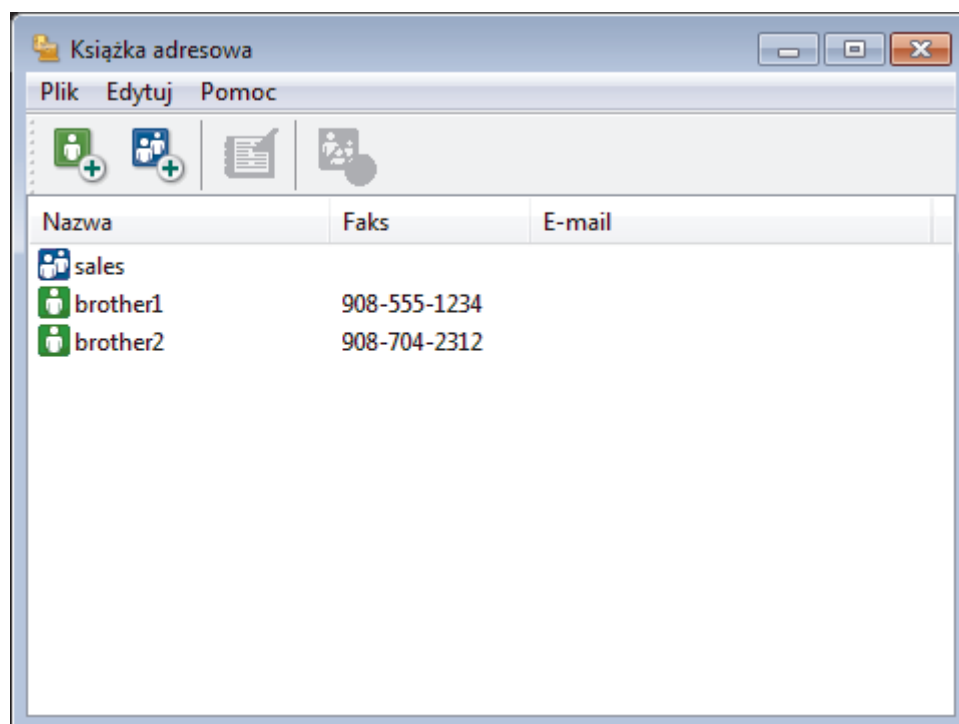 Książka adresowa
Plik Edytuj Pomoc
Nazwa Faks E-mail
sales
brother1 908-555-1234
brother2 908-704-2312